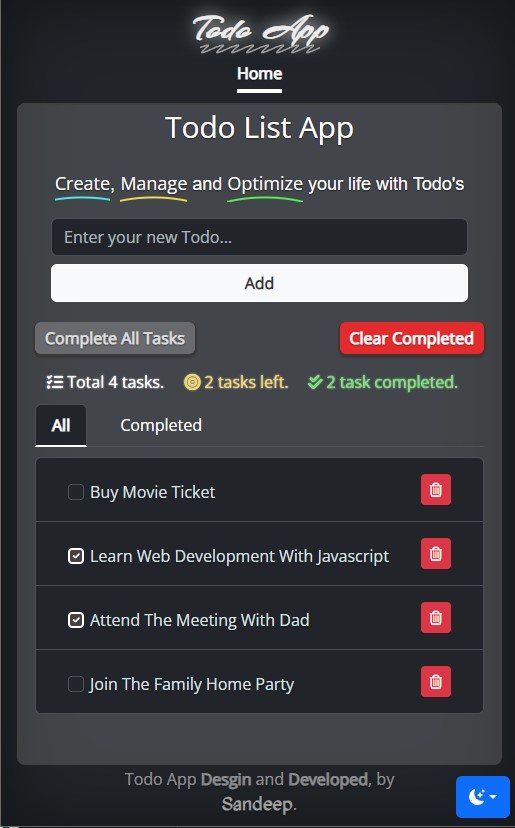 Todo App
Home
Todo List App
Create, Manage and Optimize your life with Todo's
Enter your new Todo...
Add
Complete All Tasks
Clear Completed
Total 4 tasks. 2 tasks left. 2 task completed.
All Completed
Buy Movie Ticket
Learn Web Development With Javascript
Attend The Meeting With Dad
Join The Family Home Party
Todo App Desgin and Developed, by
Sandeep.